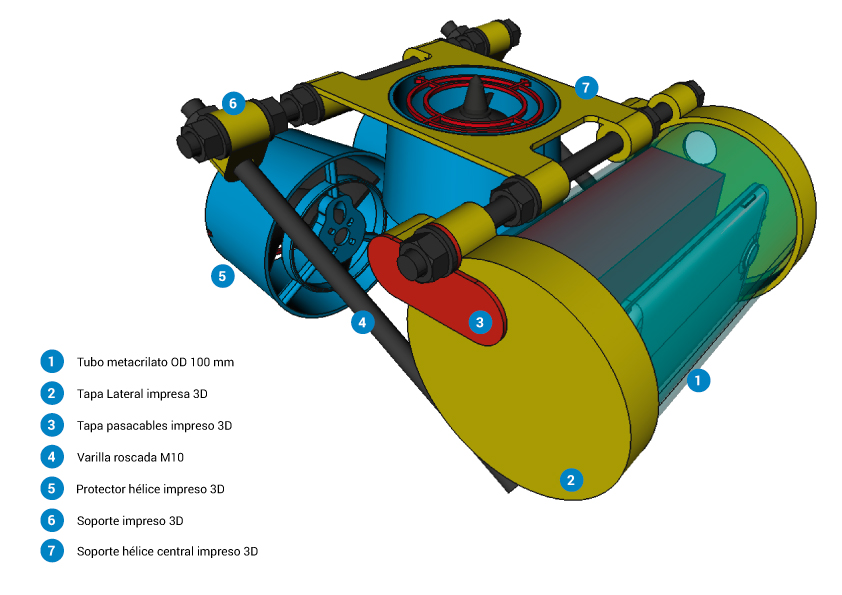 6
7
5
4
3
1
2
1 Tubo metacrilato OD 100 mm
2 Tapa Lateral impresa 3D
3 Tapa pasacables impreso 3D
4 Varilla roscada M10
5 Protector hélice impreso 3D
6 Soporte impreso 3D
7 Soporte hélice central impreso 3D